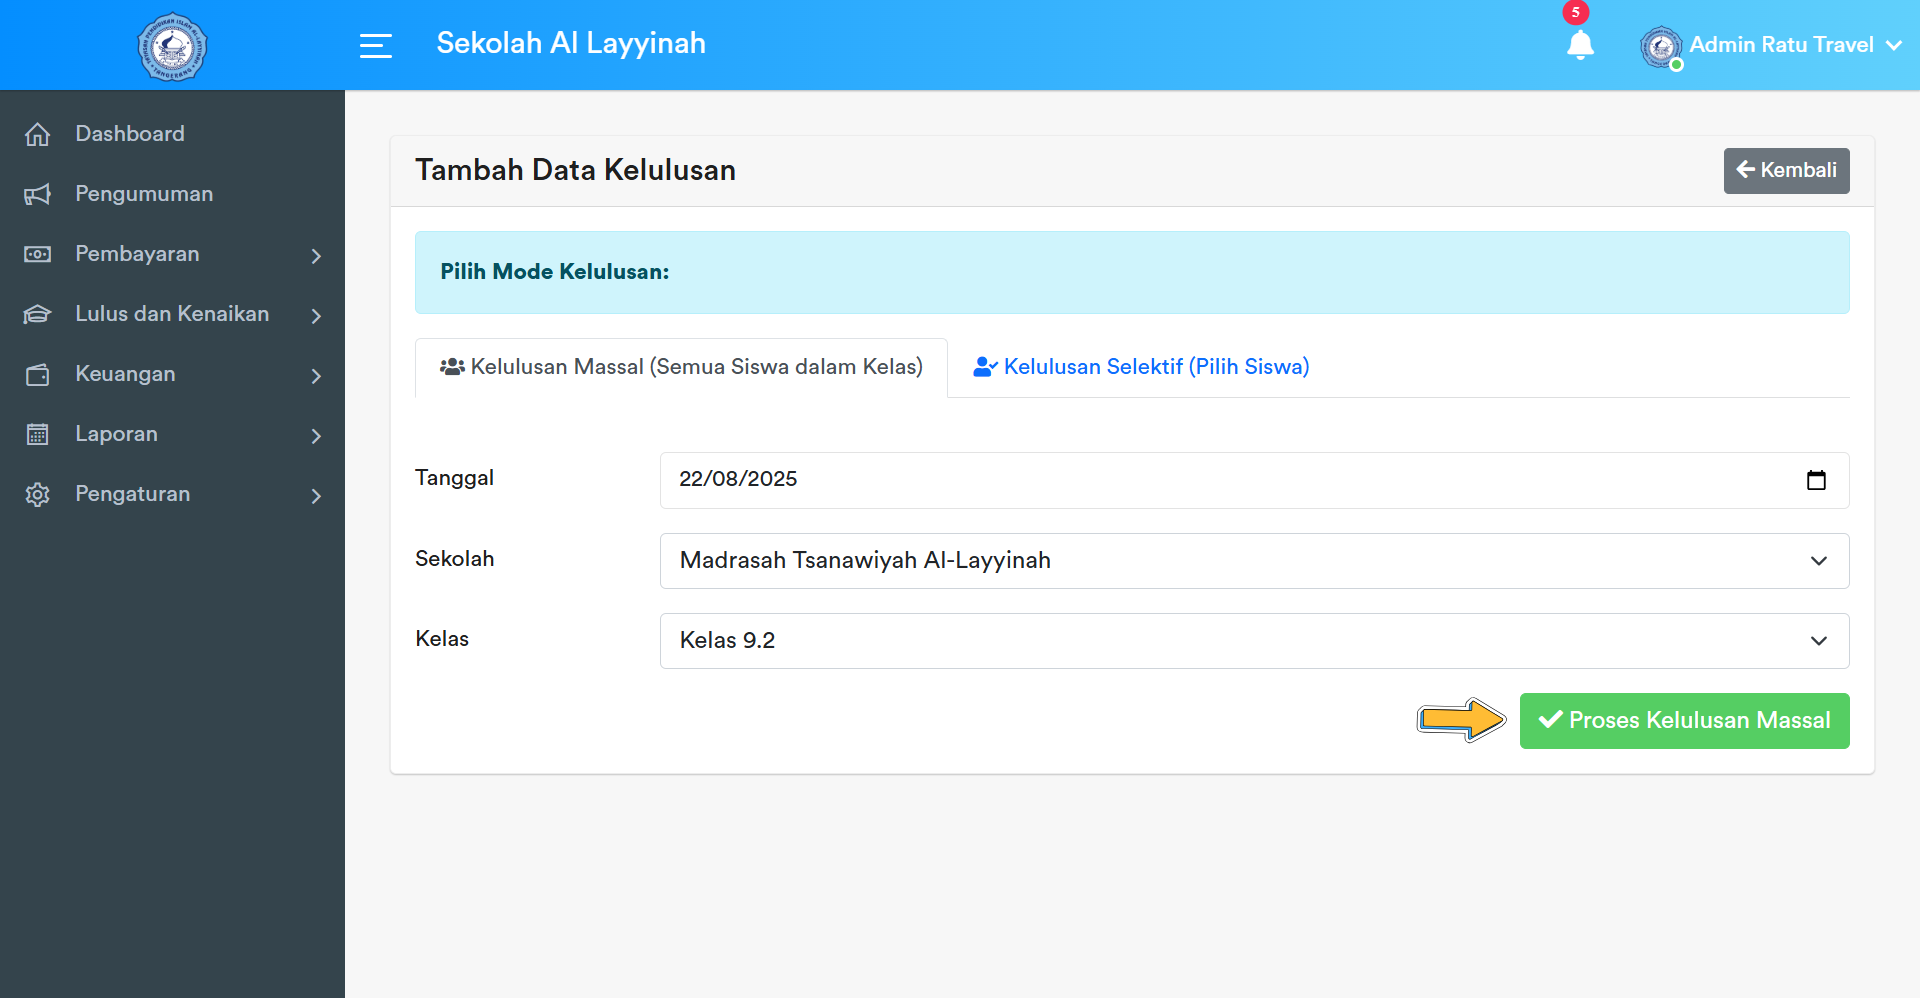 Sekolah Al Layyinah
5
Admin Ratu Travel
Dashboard
Pengumuman
Pembayaran
Lulus dan Kenaikan
Keuangan
Laporan
Pengaturan
Tambah Data Kelulusan
Kembali
Pilih Mode Kelulusan:
Kelulusan Massal (Semua Siswa dalam Kelas)
Kelulusan Selektif (Pilih Siswa)
Tanggal
22/08/2025
Sekolah
Madrasah Tsanawiyah Al-Layyinah
Kelas
Kelas 9.2
Proses Kelulusan Massal